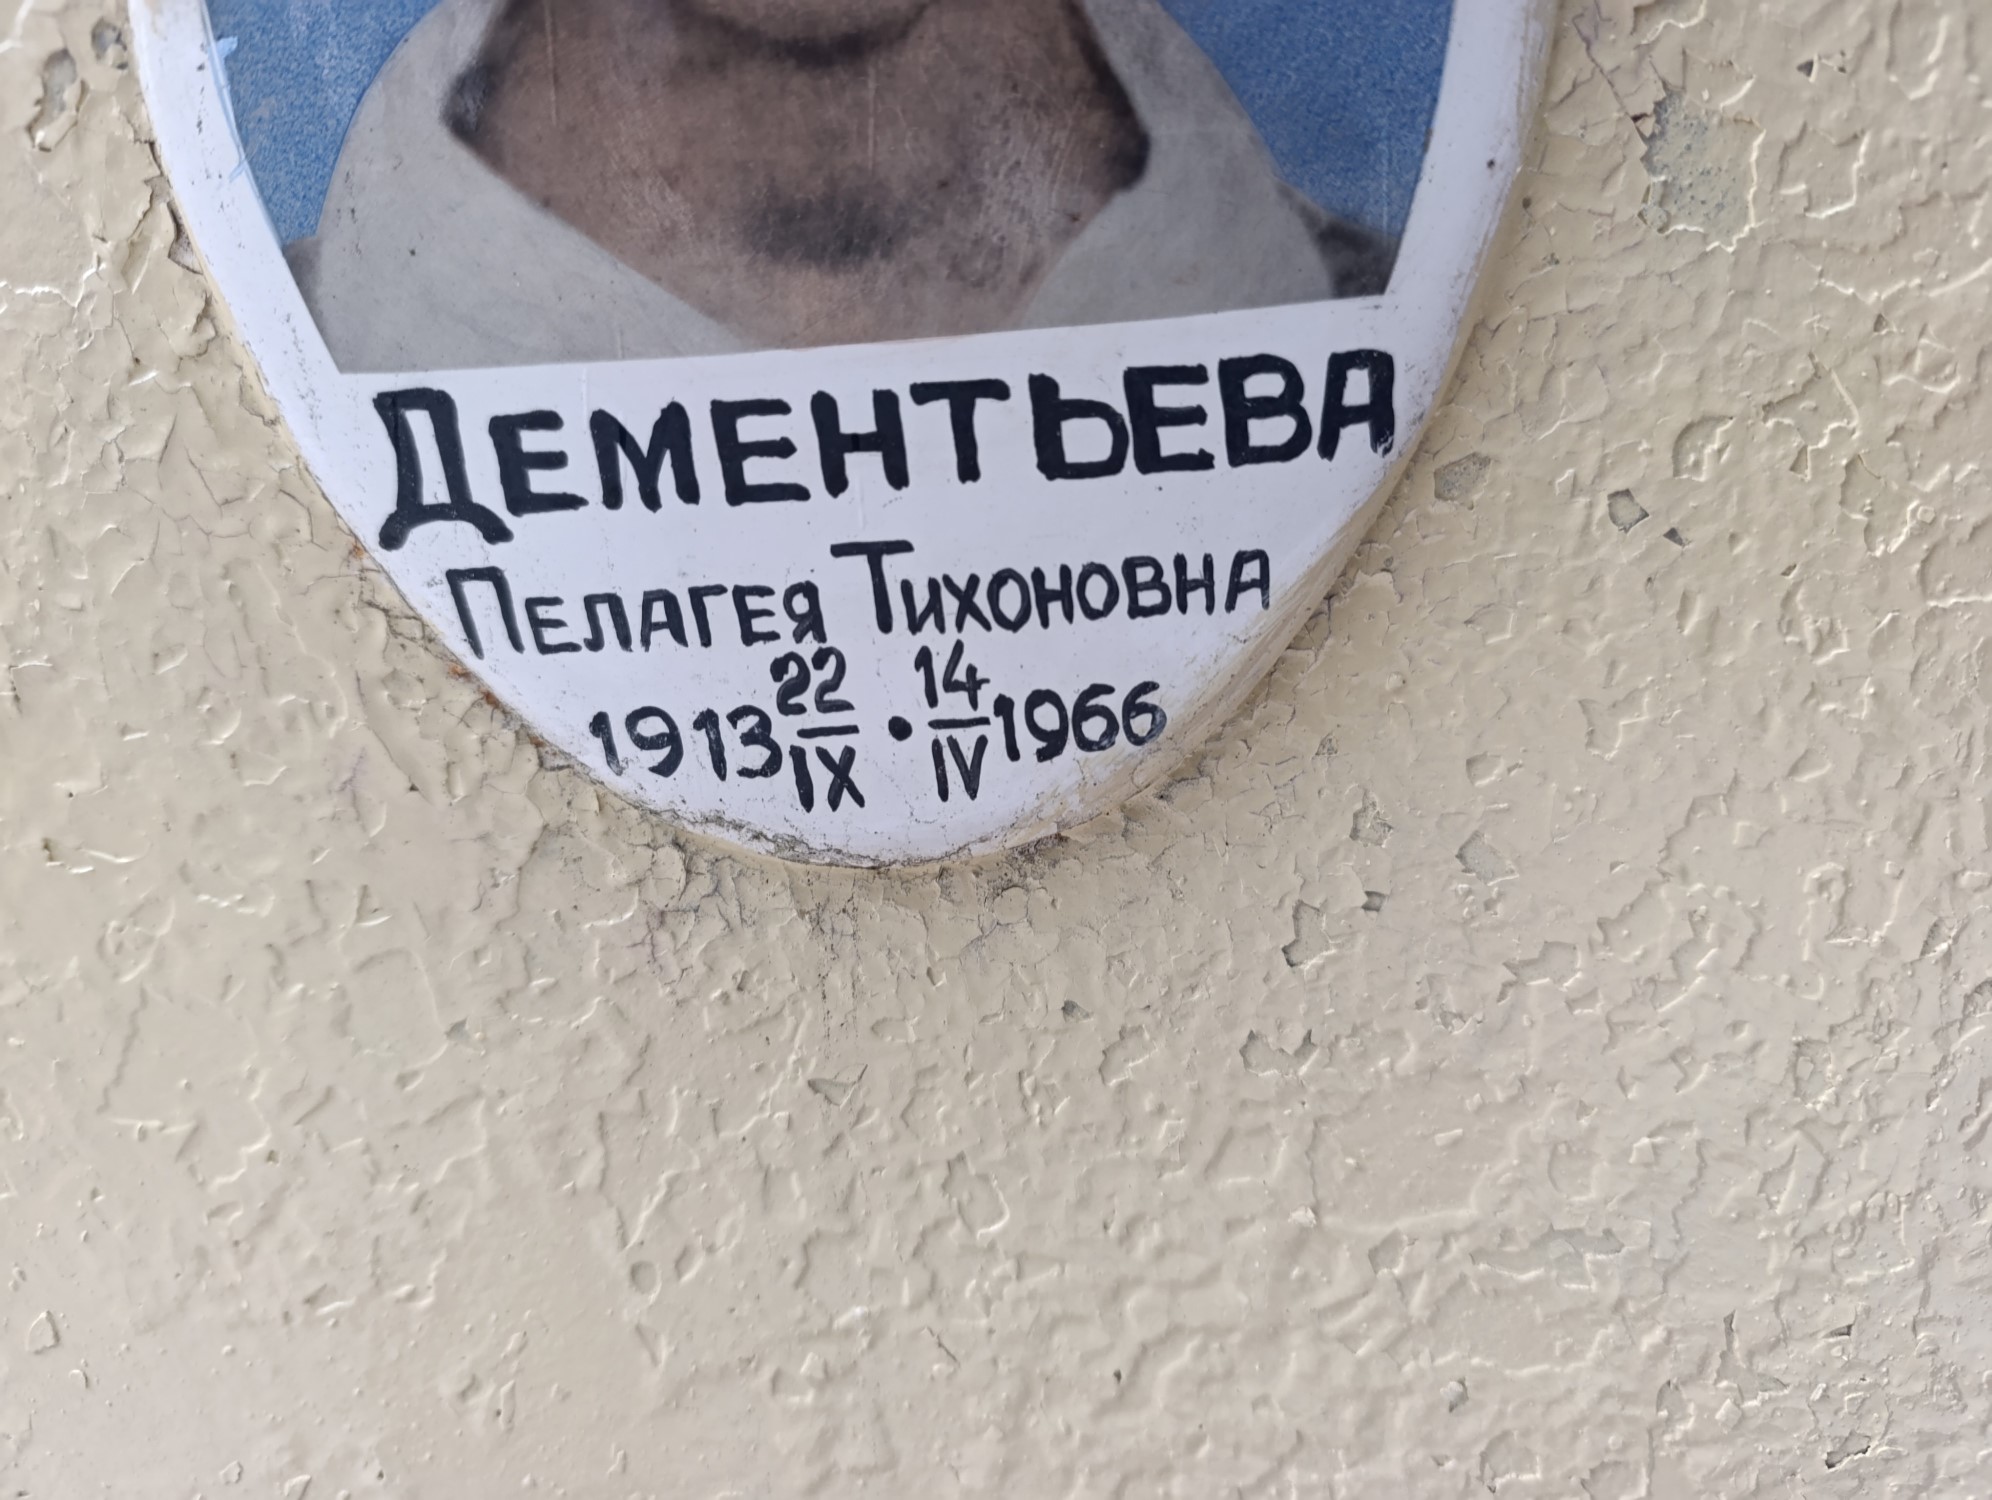 ДЕМЕНТЬЕВА
ПЕЛАГЕЯ ТИХОНОВНА
1913 22/IX • 14/IV 1966